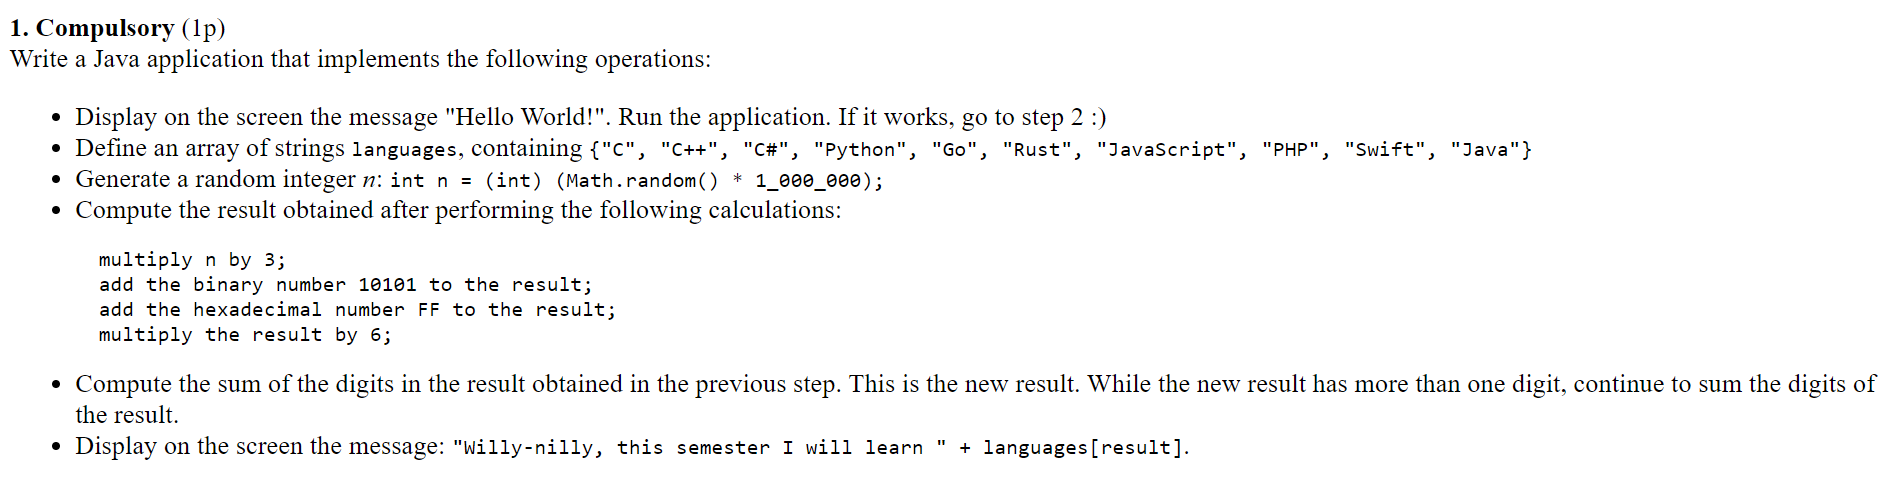 1. Compulsory (1p)
Write a Java application that implements the following operations:
• Display on the screen the message "Hello World!". Run the application. If it works, go to step 2 :)
• Define an array of strings languages, containing {"C", "C++", "C#", "Python", "Go", "Rust", "JavaScript", "PHP", "Swift", "Java"}
• Generate a random integer n: int n = (int) (Math.random() * 1_000_000);
• Compute the result obtained after performing the following calculations:
multiply n by 3;
add the binary number 10101 to the result;
add the hexadecimal number FF to the result;
multiply the result by 6;
• Compute the sum of the digits in the result obtained in the previous step. This is the new result. While the new result has more than one digit, continue to sum the digits of
the result.
• Display on the screen the message: "Willy-nilly, this semester I will learn " + languages[result].